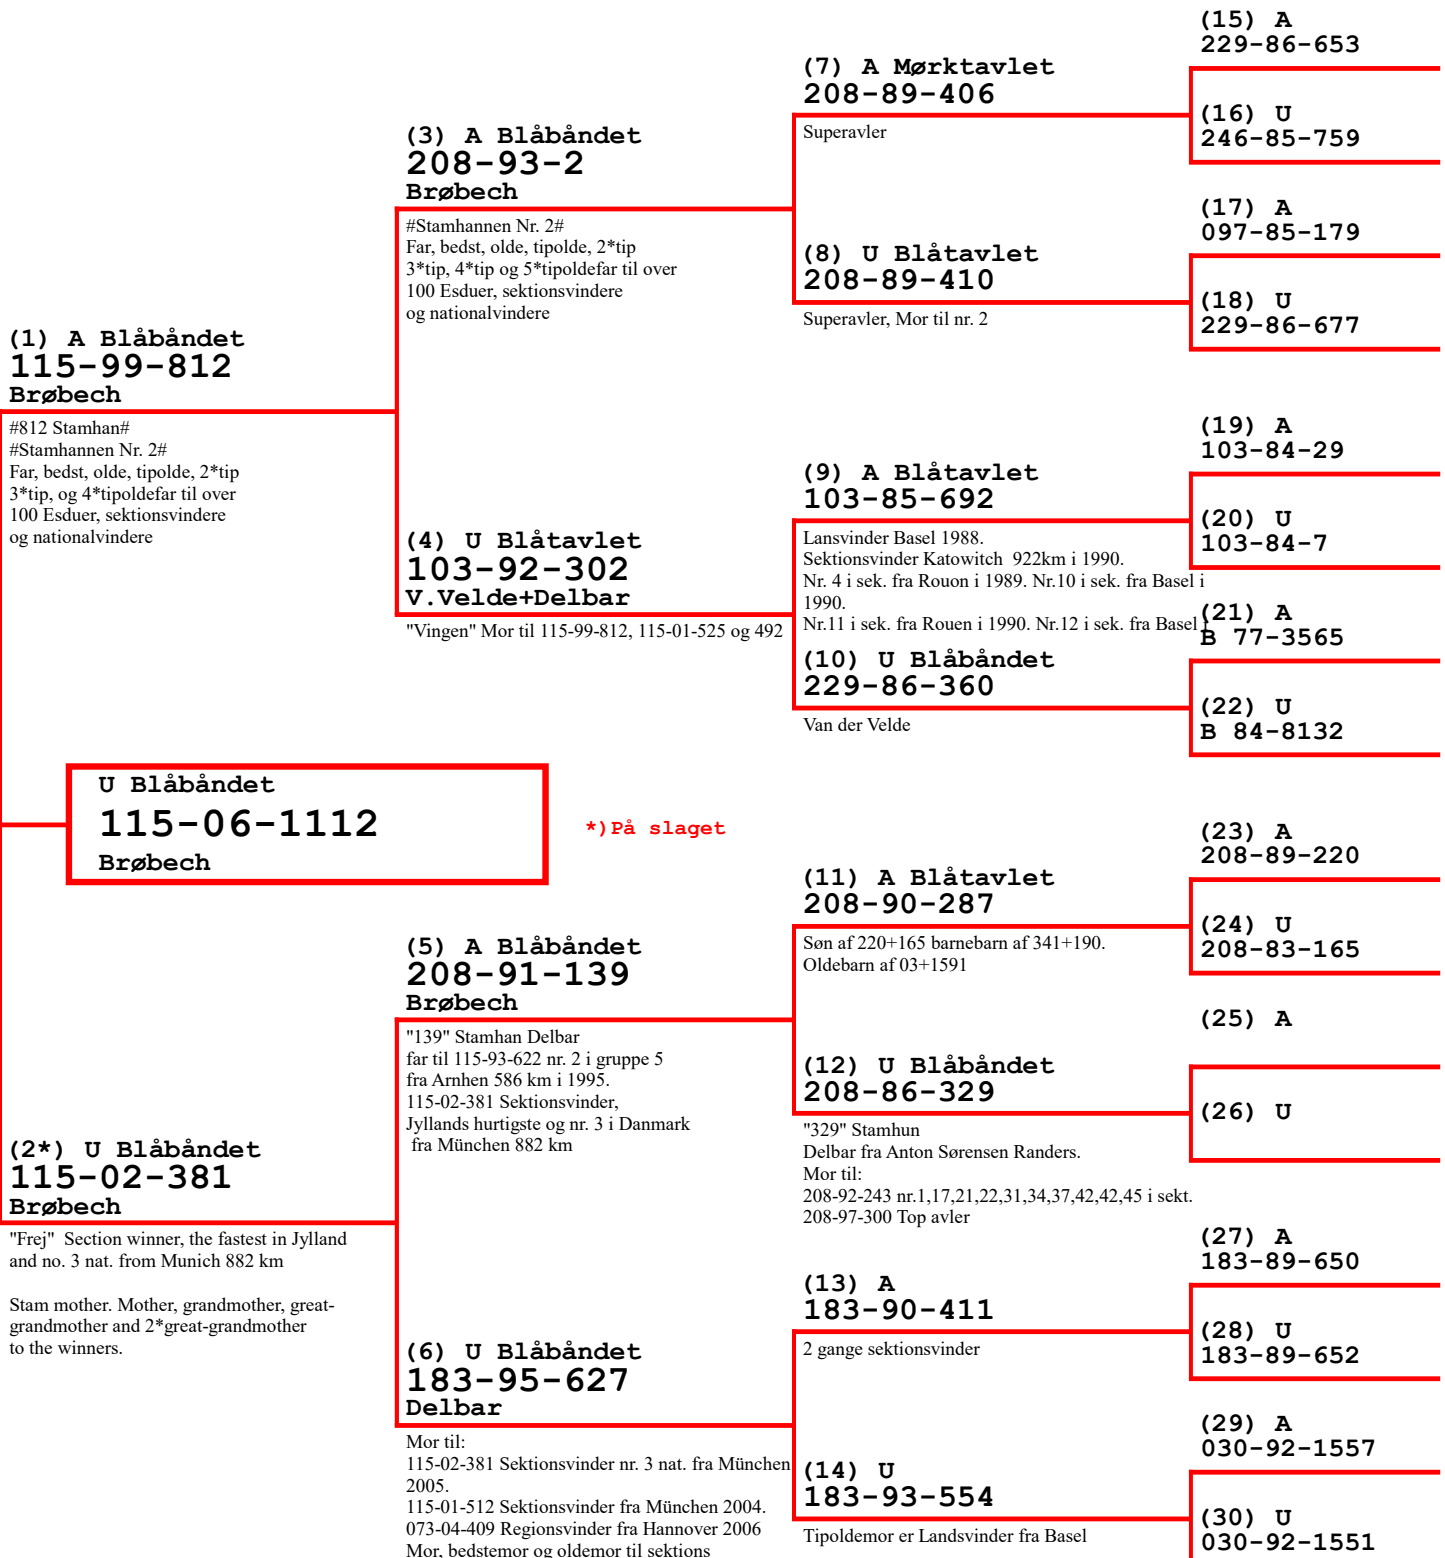 (1) A Blåbåndet
115-99-812
Brøbech
#812 Stamhan#
#Stamhannen Nr. 2#
Far, bedst, olde, tipolde, 2*tip
3*tip, og 4*tipoldefar til over
100 Esduer, sektionsvindere
og nationalvindere
U Blåbåndet
115-06-1112
Brøbech
*)På slaget
(2*) U Blåbåndet
115-02-381
Brøbech
"Frej"  Section winner, the fastest in Jylland
and no. 3 nat. from Munich 882 km
Stam mother. Mother, grandmother, great-
grandmother and 2*great-grandmother
to the winners.
(3) A Blåbåndet
208-93-2
Brøbech
#Stamhannen Nr. 2#
Far, bedst, olde, tipolde, 2*tip
3*tip, 4*tip og 5*tipoldefar til over
100 Esduer, sektionsvindere
og nationalvindere
(4) U Blåtavlet
103-92-302
V.Velde+Delbar
"Vingen" Mor til 115-99-812, 115-01-525 og 492
(5) A Blåbåndet
208-91-139
Brøbech
"139" Stamhan Delbar
far til 115-93-622 nr. 2 i gruppe 5
fra Arnhen 586 km i 1995.
115-02-381 Sektionsvinder,
Jyllands hurtigste og nr. 3 i Danmark
fra München 882 km
(6) U Blåbåndet
183-95-627
Delbar
Mor til:
115-02-381 Sektionsvinder nr. 3 nat. fra München
2005.
115-01-512 Sektionsvinder fra München 2004.
073-04-409 Regionsvinder fra Hannover 2006
Mor, bedstemor og oldemor til sektions
(7) A Mørktavlet
208-89-406
Superavler
(8) U Blåtavlet
208-89-410
Superavler, Mor til nr. 2
(9) A Blåtavlet
103-85-692
Lansvinder Basel 1988.
Sektionsvinder Katowitch  922km i 1990.
Nr. 4 i sek. fra Rouon i 1989. Nr.10 i sek. fra Basel i
1990.
Nr.11 i sek. fra Rouen i 1990. Nr.12 i sek. fra Basel i
(10) U Blåbåndet
229-86-360
Van der Velde
(11) A Blåtavlet
208-90-287
Søn af 220+165 barnebarn af 341+190.
Oldebarn af 03+1591
(12) U Blåbåndet
208-86-329
"329" Stamhun
Delbar fra Anton Sørensen Randers.
Mor til:
208-92-243 nr.1,17,21,22,31,34,37,42,42,45 i sekt.
208-97-300 Top avler
(13) A
183-90-411
2 gange sektionsvinder
(14) U
183-93-554
Tipoldemor er Landsvinder fra Basel
(15) A
229-86-653
(16) U
246-85-759
(17) A
097-85-179
(18) U
229-86-677
(19) A
103-84-29
(20) U
103-84-7
(21) A
B 77-3565
(22) U
B 84-8132
(23) A
208-89-220
(24) U
208-83-165
(25) A
(26) U
(27) A
183-89-650
(28) U
183-89-652
(29) A
030-92-1557
(30) U
030-92-1551